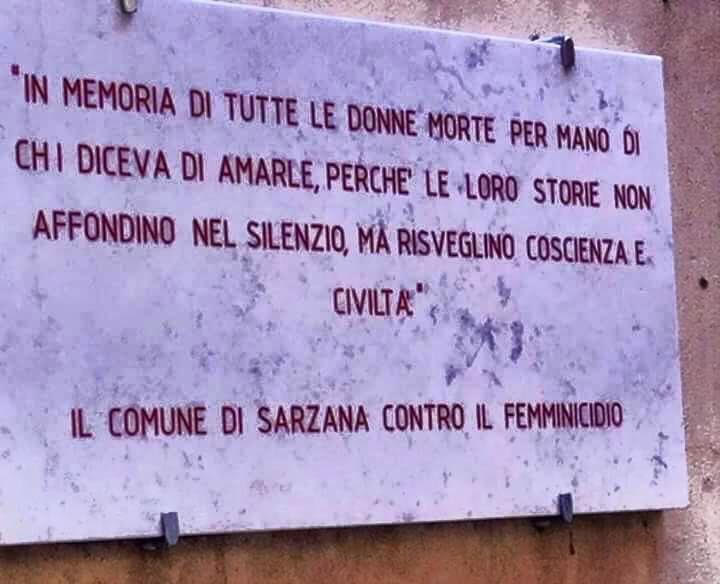 "IN MEMORIA DI TUTTE LE DONNE MORTE PER MANO DI
CHI DICEVA DI AMARLE, PERCHE' LE LORO STORIE NON
AFFONDINO NEL SILENZIO, MA RISVEGLINO COSCIENZA E
CIVILTA'"
IL COMUNE DI SARZANA CONTRO IL FEMMINICIDIO